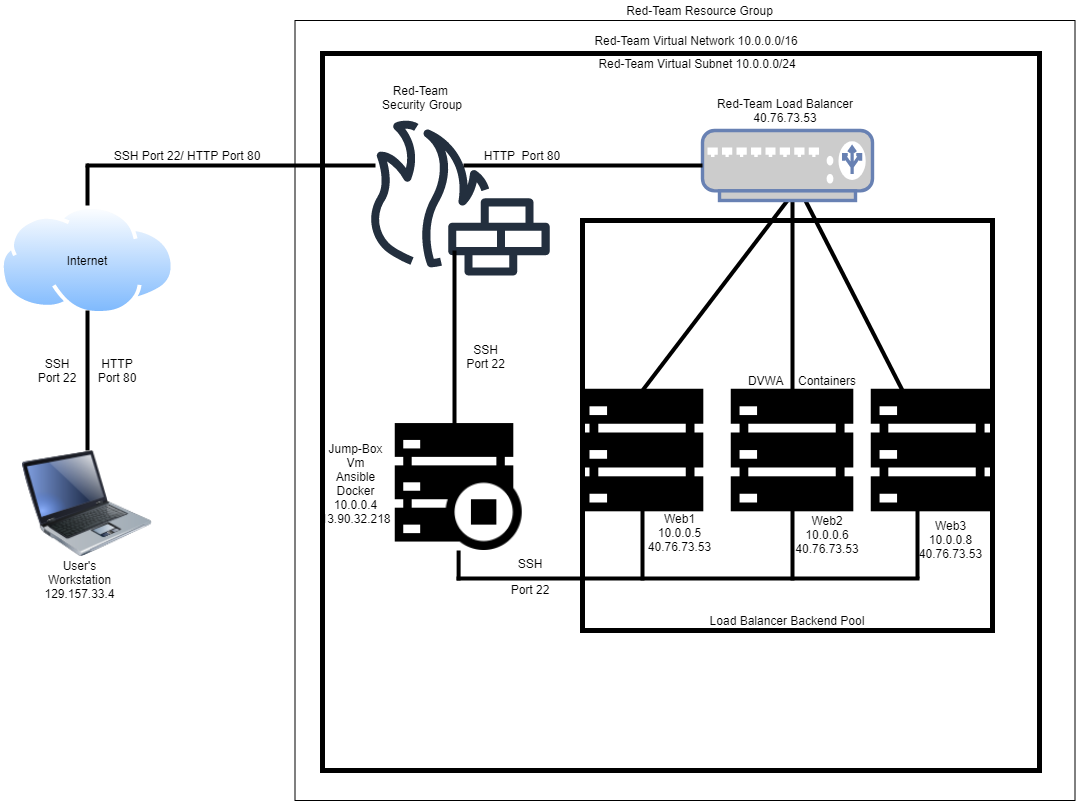 Red-Team Resource Group
Red-Team Virtual Network 10.0.0.0/16
Red-Team Virtual Subnet 10.0.0.0/24
Red-Team
Security Group
Red-Team Load Balancer
40.76.73.53
SSH Port 22/ HTTP Port 80
HTTP Port 80
Internet
SSH
Port 22
HTTP
Port 80
SSH
Port 22
DVWA Containers
Jump-Box
Vm
Ansible
Docker
10.0.0.4
3.90.32.218
Web1
10.0.0.5
40.76.73.53
Web2
10.0.0.6
40.76.73.53
Web3
10.0.0.8
40.76.73.53
User's
Workstation
129.157.33.4
SSH
Port 22
Load Balancer Backend Pool